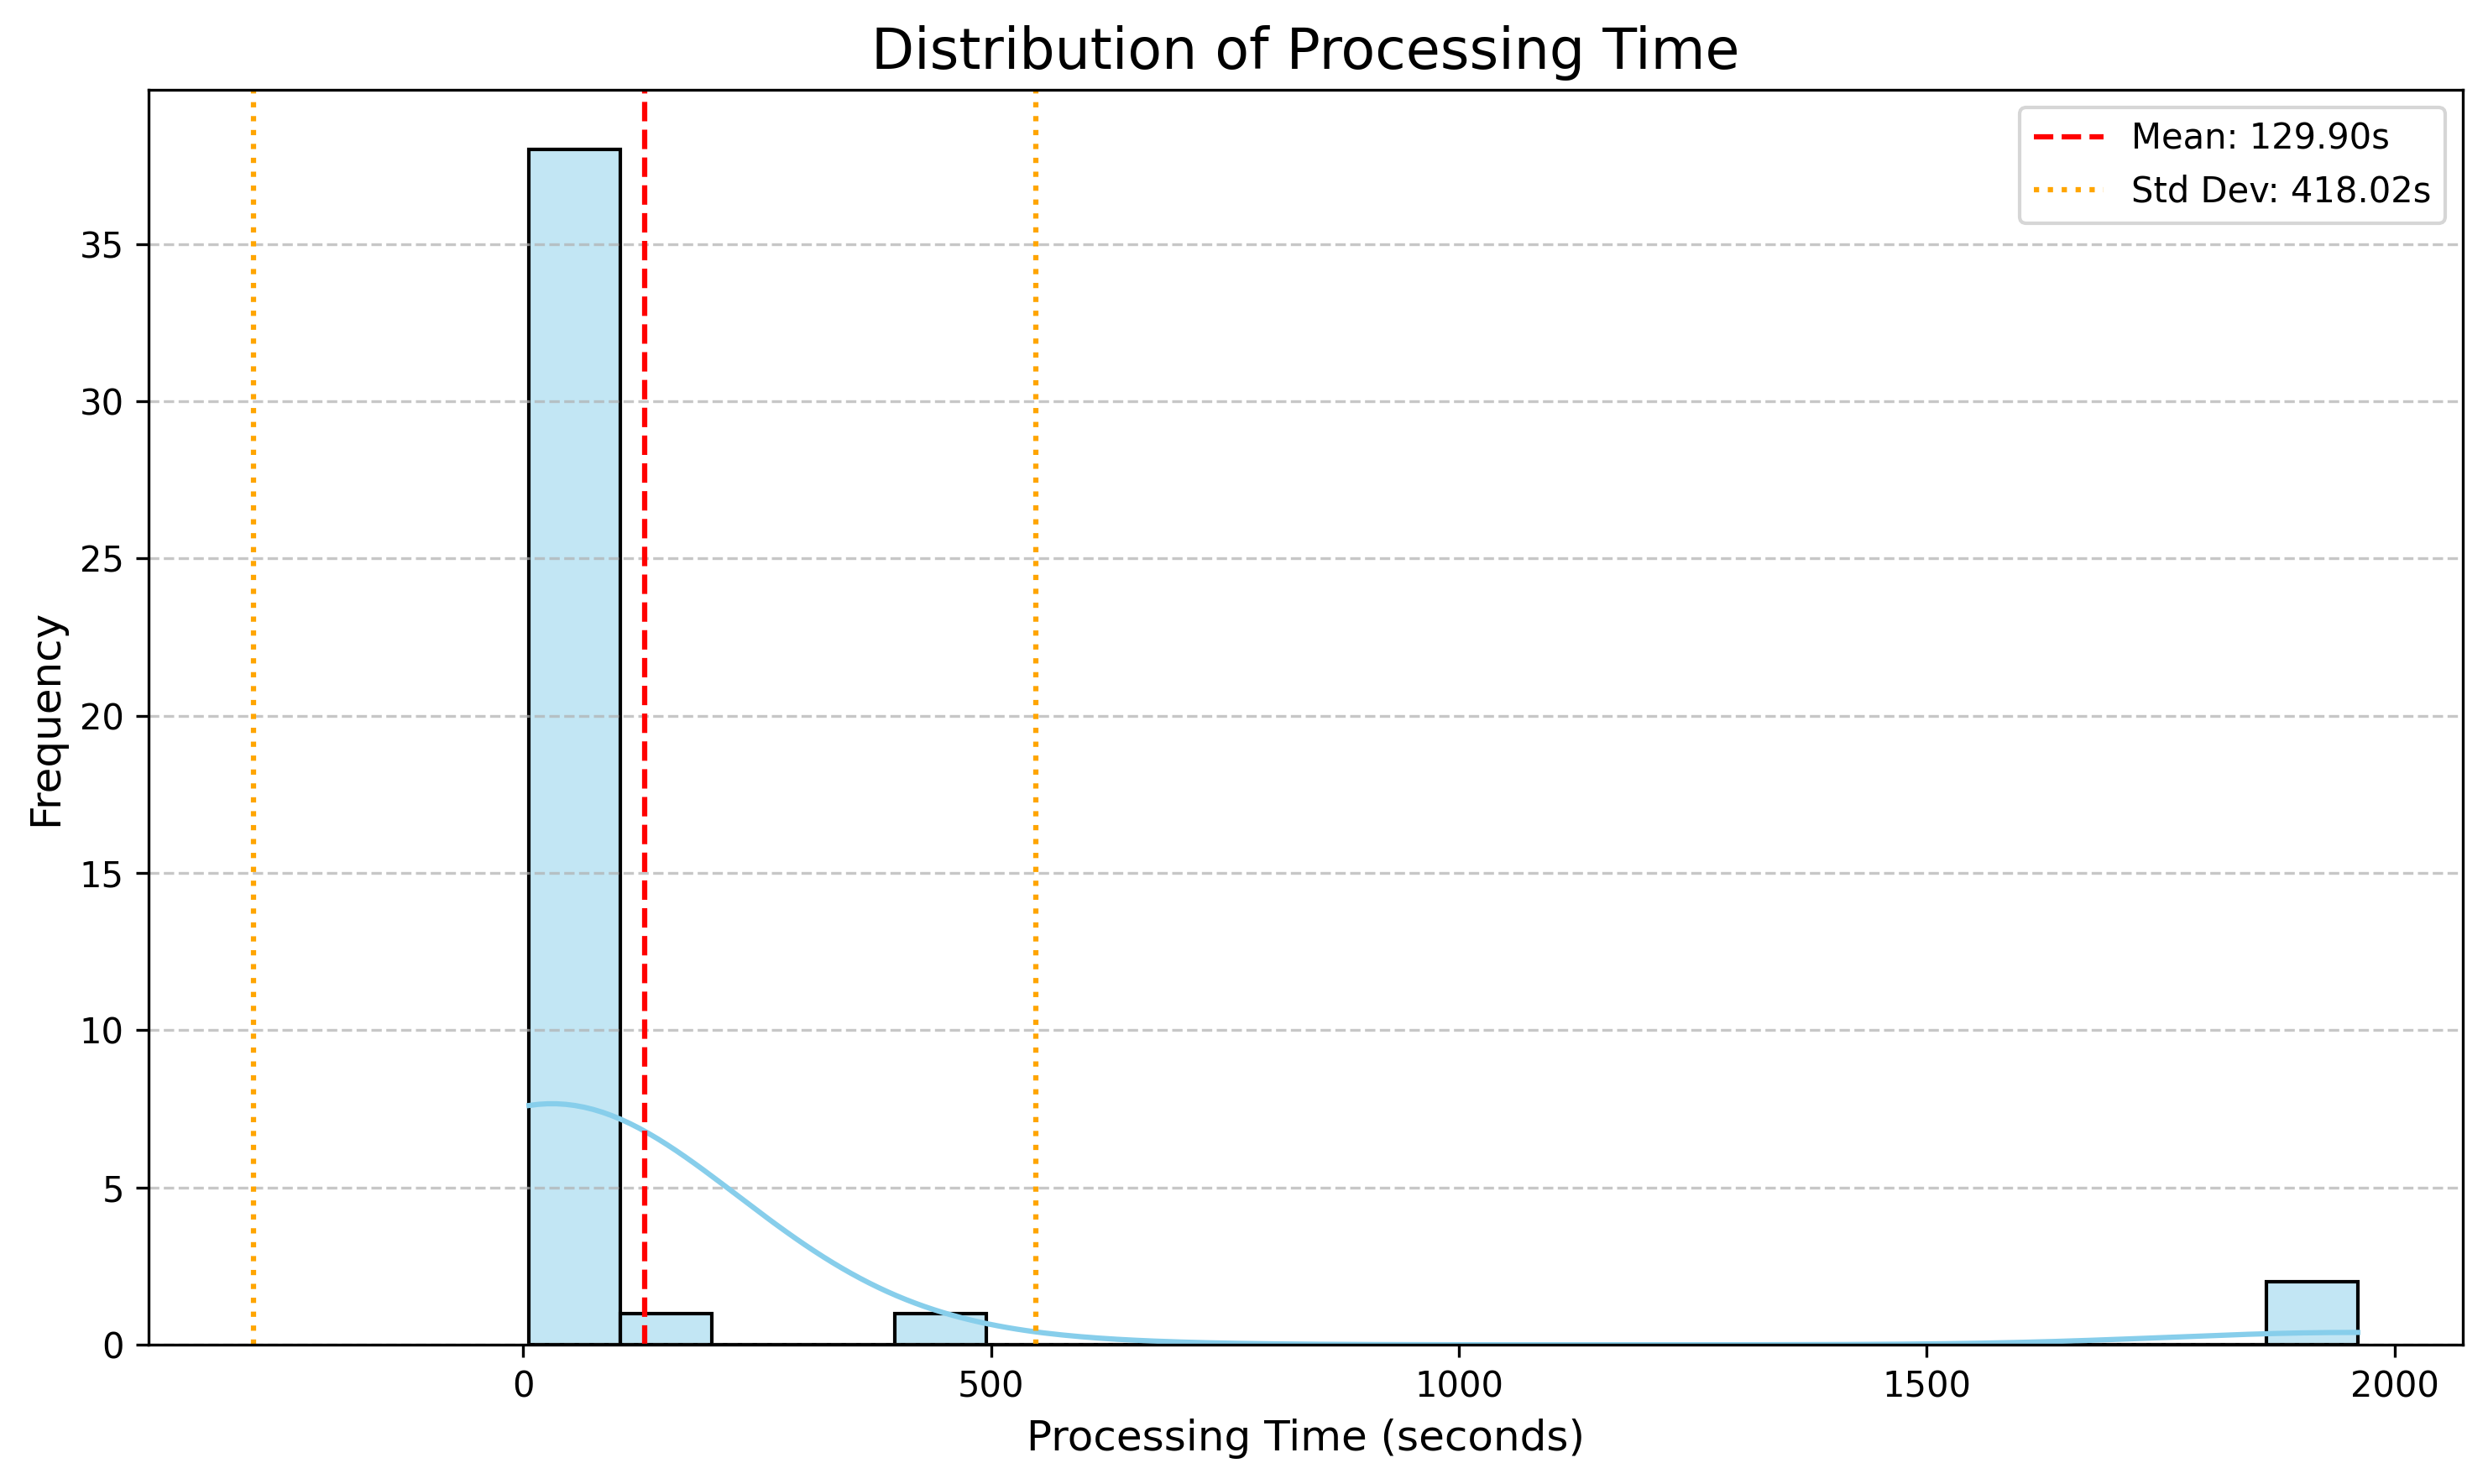 Distribution of Processing Time
Mean: 129.90s
Std Dev: 418.02s
Frequency
35
30
25
20
15
10
5
0
0 500 1000 1500 2000
Processing Time (seconds)